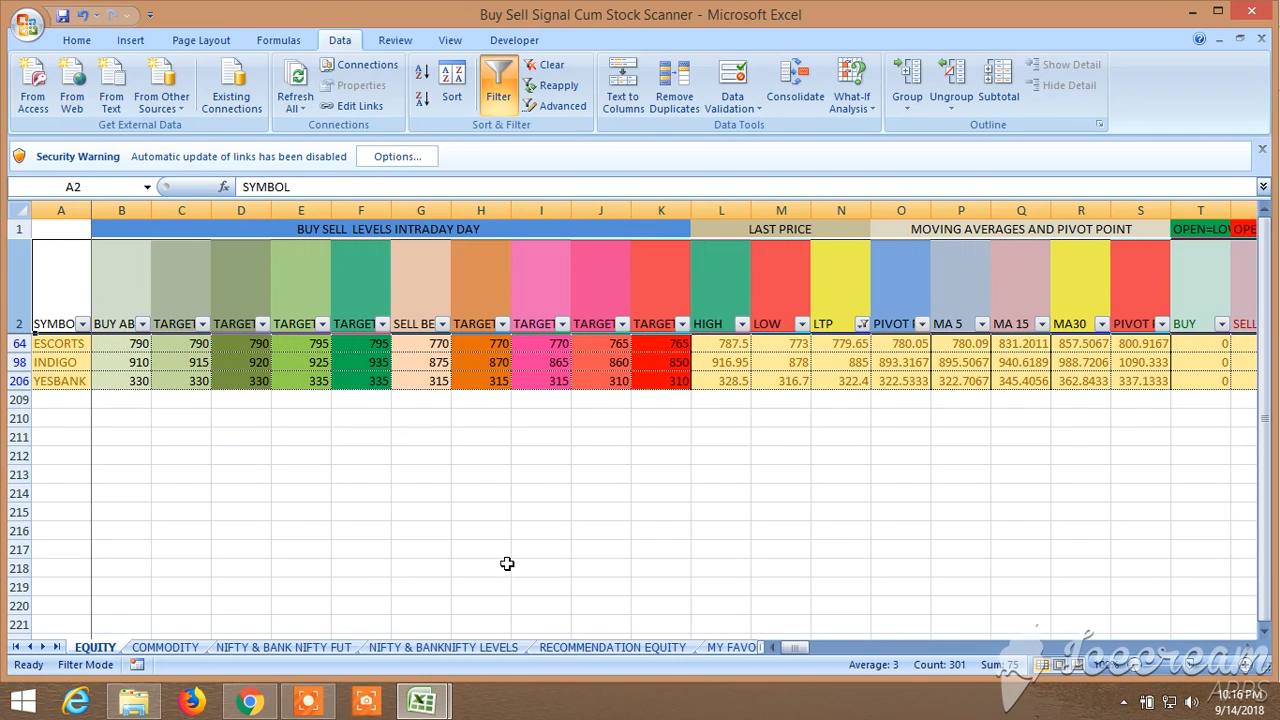 Buy Sell Signal Cum Stock Scanner - Microsoft Excel
Home Insert Page Layout Formulas Data Review View Developer
From Access
From Web
From Text
From Other Sources
Existing Connections
Get External Data
Refresh All
Connections
Properties
Edit Links
Connections
Sort
Filter
Clear
Reapply
Advanced
Sort & Filter
Text to Columns
Remove Duplicates
Data Validation
Consolidate
What-If Analysis
Data Tools
Group
Ungroup
Subtotal
Show Detail
Hide Detail
Outline
Security Warning Automatic update of links has been disabled Options...
A2 fx SYMBOL
A B C D E F G H I J K L M N O P Q R S T
1 BUY SELL LEVELS INTRADAY DAY LAST PRICE MOVING AVERAGES AND PIVOT POINT OPEN=LOW OPE
2 SYMBO BUY AB TARGET TARGET TARGET TARGET SELL BE TARGET TARGET TARGET TARGET HIGH LOW LTP PIVOT MA 5 MA 15 MA30 PIVOT BUY SELL
64 ESCORTS 790 790 790 795 795 770 770 770 765 765 787.5 773 779.65 780.05 780.09 831.2011 857.5067 800.9167 0
98 INDIGO 910 915 920 925 935 875 870 865 860 850 916.95 878 885 893.3167 895.5067 940.6189 988.7206 1090.333 0
206 YESBANK 330 330 330 335 335 315 315 315 310 310 328.5 316.7 322.4 322.5333 322.7067 345.4056 362.8433 337.1333 0
209
210
211
212
213
214
215
216
217
218
219
220
221
EQUITY COMMODITY NIFTY & BANK NIFTY FUT NIFTY & BANKNIFTY LEVELS RECOMMENDATION EQUITY MY FAVO
Ready Filter Mode Average: 3 Count: 301 Sum: 75 100%
Icecream
APPS
10:16 PM
9/14/2018